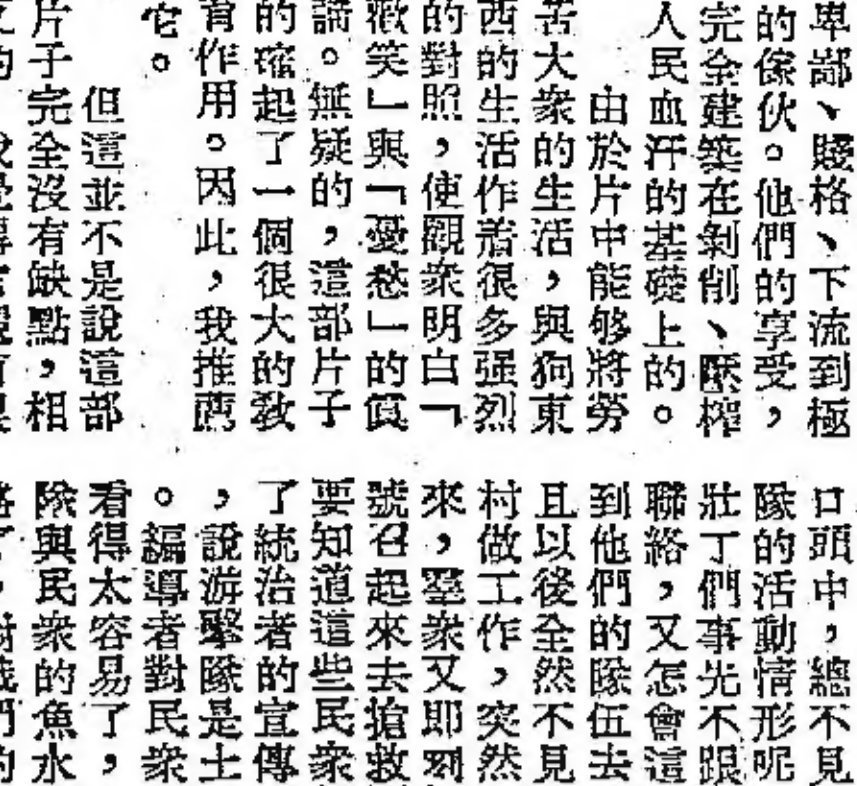 卑鄙、賤格、下流到極
的傢伙。他們的享受，
完全建築在剝削、壓榨
人民血汗的基礎上的。
由於片中能够將勞
苦大衆的生活，與狗東
西的生活作着很多强烈
的對照，使觀衆明白「
歡笑」與「憂愁」的眞
諦。無疑的，這部片子
的確起了一個很大的敎
育作用。因此，我推薦
它。
但這並不是說這部
片子完全沒有缺點，相
口頭中，總不見
隊的活動情形呢
壯丁們事先不跟
聯絡，又怎會這
到他們的隊伍去
且以後全然不見
村做工作，突然
來，羣衆又即刻
號召起來去搶救
要知道這些民衆
了統治者的宣傳
，說游擊隊是土
。編導者對民衆
看得太容易了，
隊與民衆的魚水